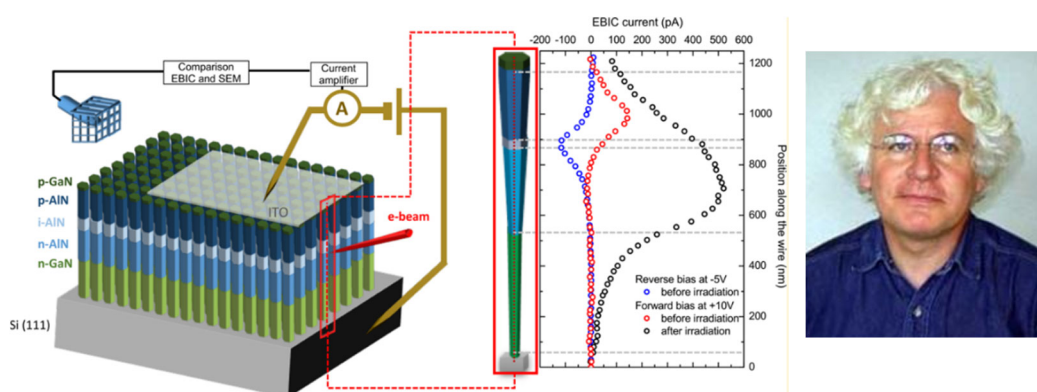 Comparison
EBIC and SEM
Current
amplifier
A
p-GaN
p-AlN
i-AlN
n-AlN
n-GaN
ITO
e-beam
Si (111)
EBIC current (pA)
-200 -100 0 100 200 300 400 500 600
1200
1000
800
600
400
200
0
Position along the wire (nm)
Reverse bias at -5V
before irradiation
Forward bias at +10V
before irradiation
after irradiation